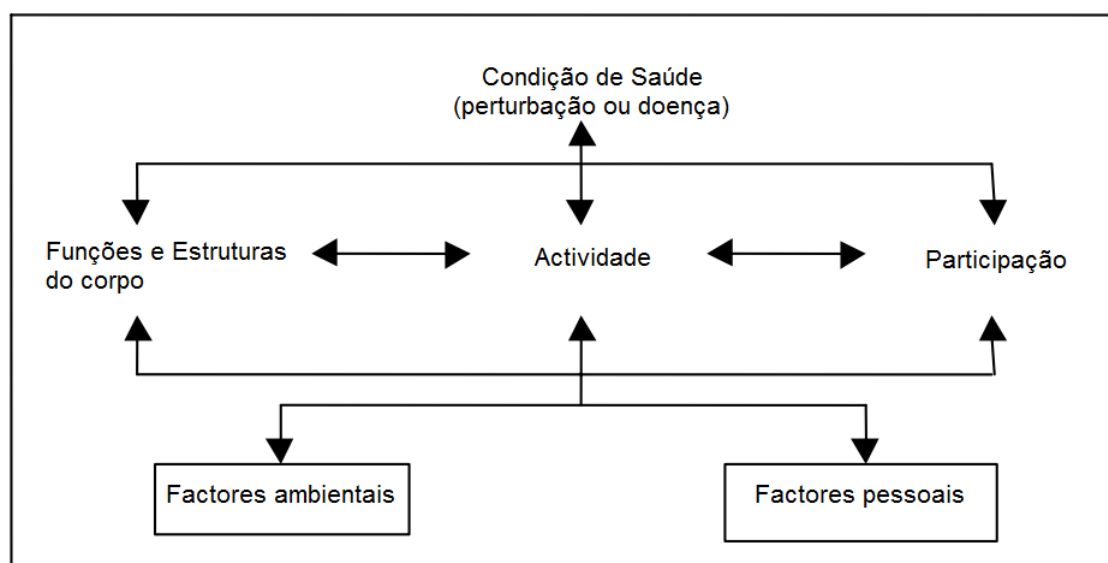 Condição de Saúde
(perturbação ou doença)
Funções e Estruturas
do corpo
Actividade
Participação
Factores ambientais
Factores pessoais